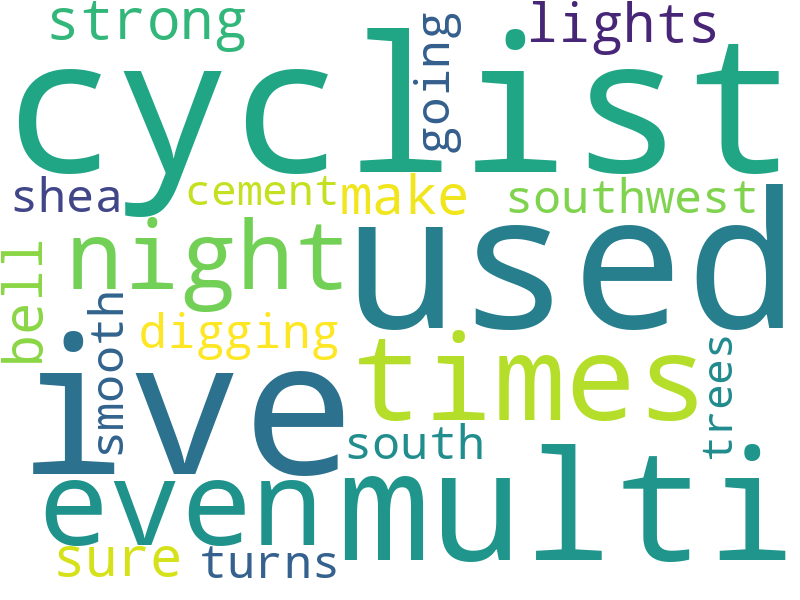 strong
lights
going
cyclist
shea
cement
make
southwest
night
used
bell
smooth
digging
times
ive
trees
south
even
multi
sure
turns